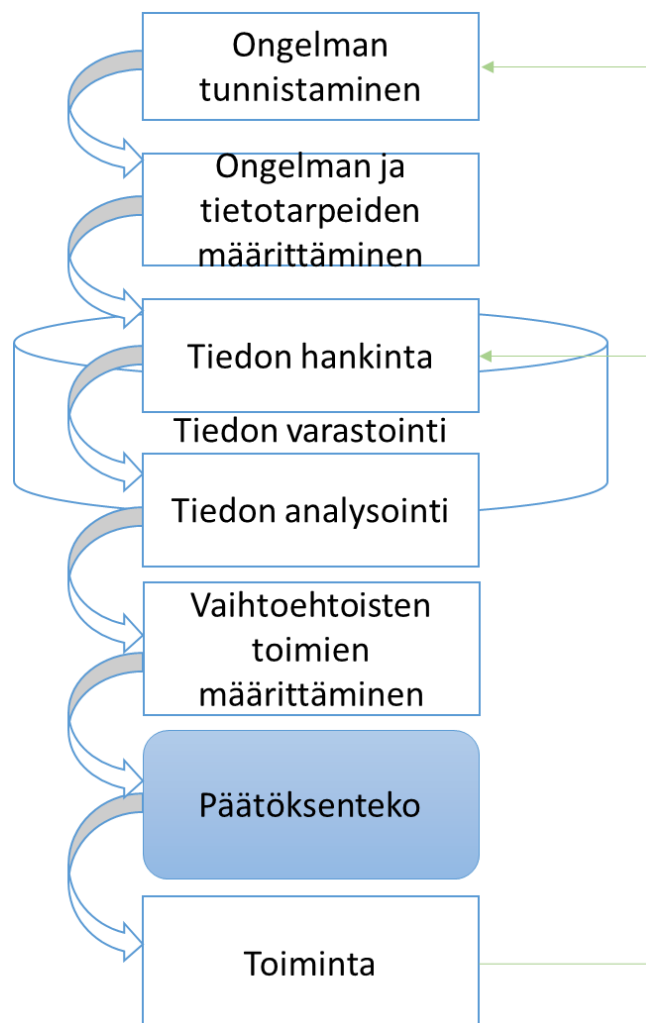 Ongelman
tunnistaminen
Ongelman ja
tietotarpeiden
määrittäminen
Tiedon hankinta
Tiedon varastointi
Tiedon analysointi
Vaihtoehtoisten
toimien
määrittäminen
Päätöksenteko
Toiminta